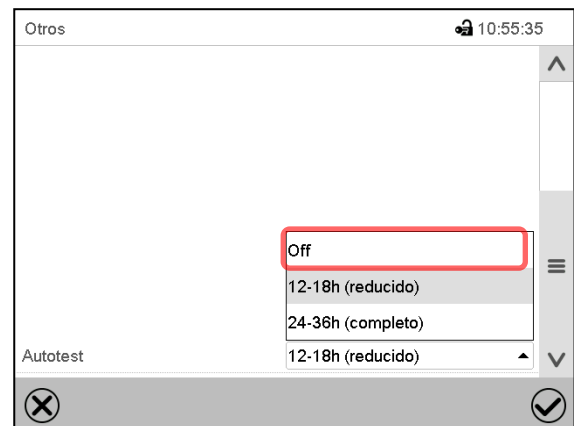 Otros 10:55:35
Off
12-18h (reducido)
24-36h (completo)
Autotest 12-18h (reducido)